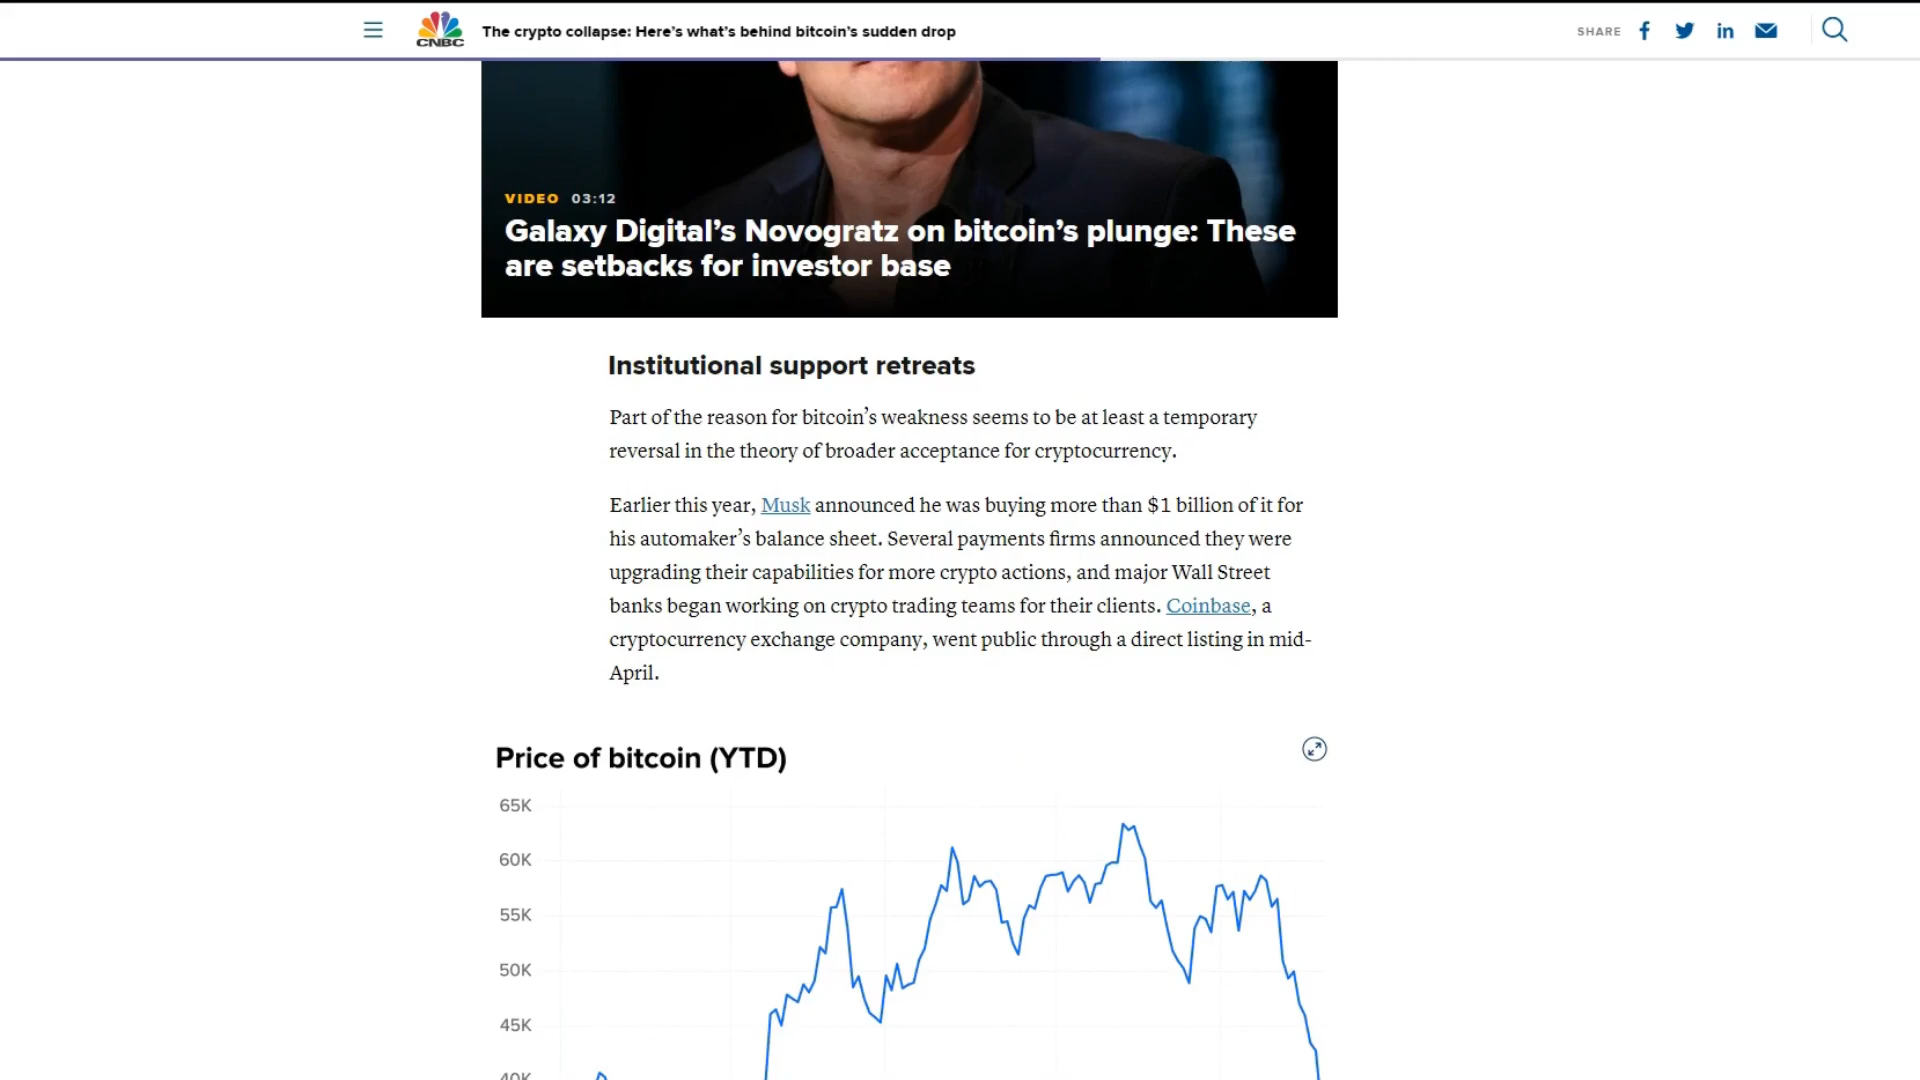 CNBC
The crypto collapse: Here’s what’s behind bitcoin’s sudden drop
SHARE
VIDEO 03:12
Galaxy Digital’s Novogratz on bitcoin’s plunge: These
are setbacks for investor base
Institutional support retreats
Part of the reason for bitcoin’s weakness seems to be at least a temporary
reversal in the theory of broader acceptance for cryptocurrency.
Earlier this year, Musk announced he was buying more than $1 billion of it for
his automaker’s balance sheet. Several payments firms announced they were
upgrading their capabilities for more crypto actions, and major Wall Street
banks began working on crypto trading teams for their clients. Coinbase, a
cryptocurrency exchange company, went public through a direct listing in mid-
April.
Price of bitcoin (YTD)
65K
60K
55K
50K
45K
40K